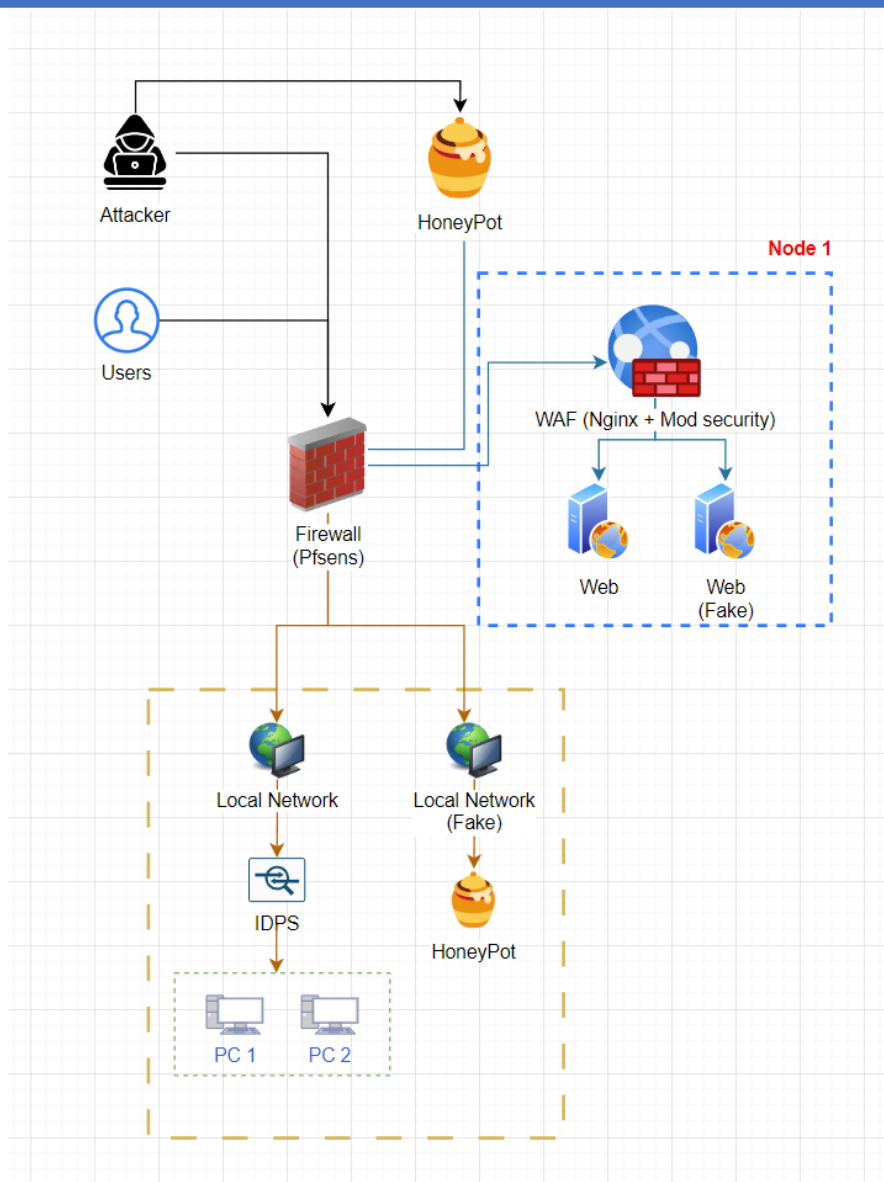 Attacker
HoneyPot
Node 1
Users
WAF (Nginx + Mod security)
Firewall
(Pfsens)
Web
Web
(Fake)
Local Network
Local Network
(Fake)
IDPS
HoneyPot
PC 1
PC 2